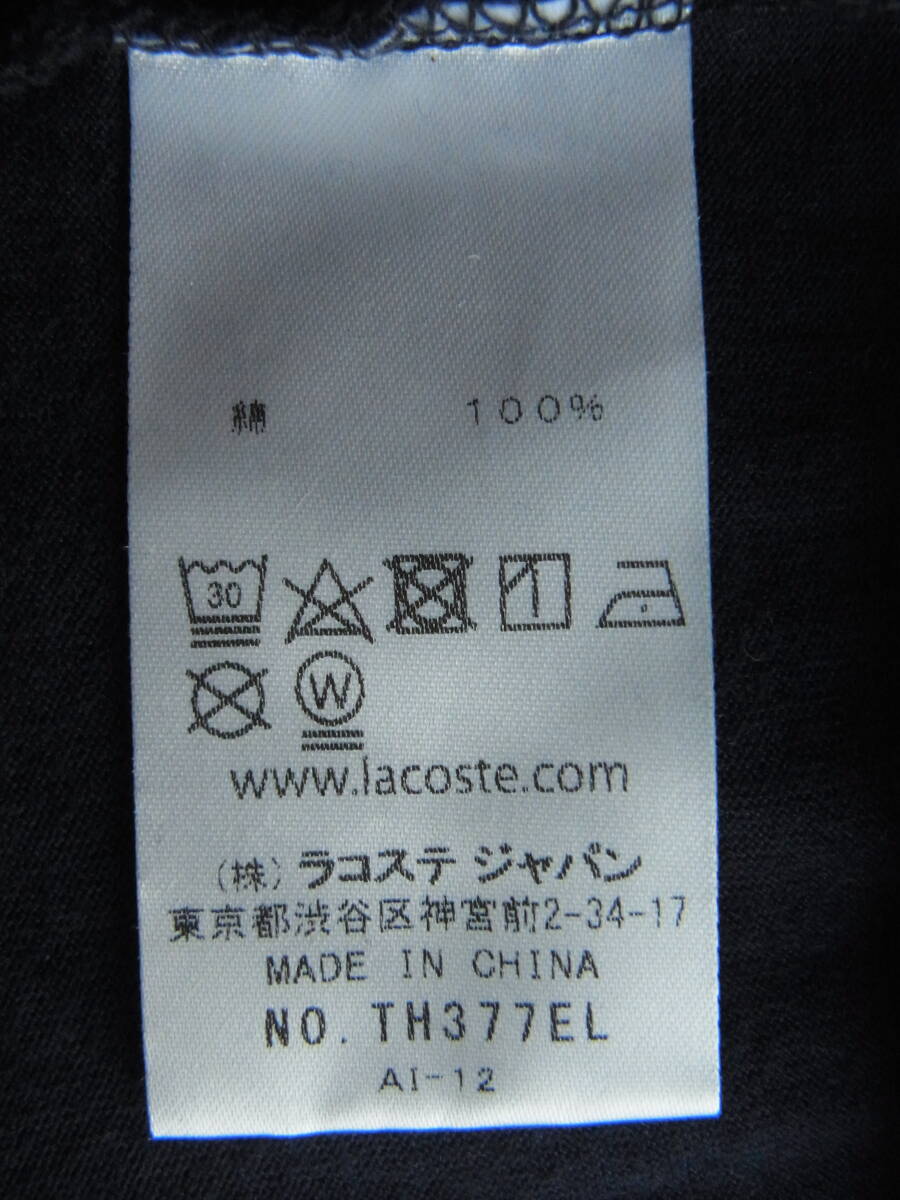 綿 100%
30
W
www.lacoste.com
(株) ラコステ ジャパン
東京都渋谷区神宮前2-34-17
MADE IN CHINA
NO. TH377EL
AI-12